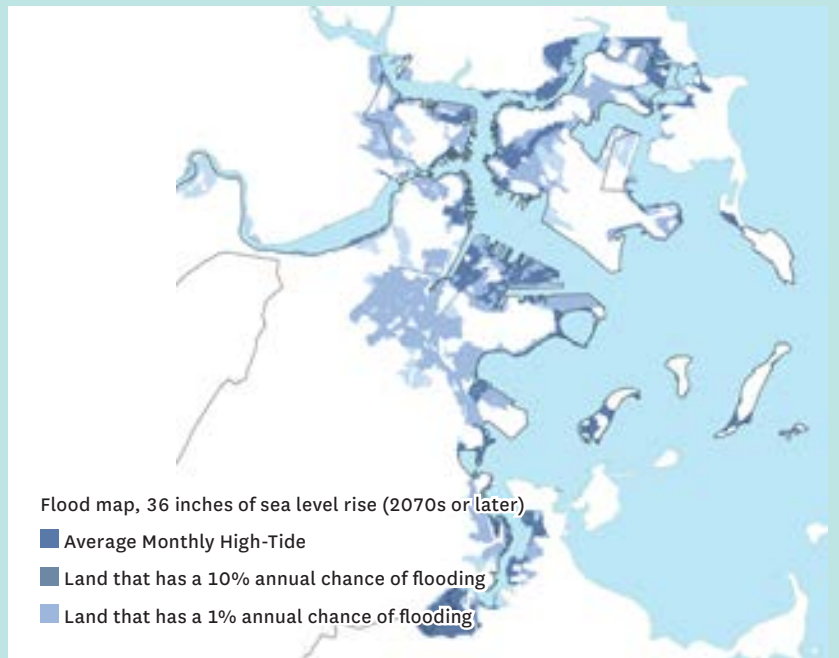 Flood map, 36 inches of sea level rise (2070s or later)
Average Monthly High-Tide
Land that has a 10% annual chance of flooding
Land that has a 1% annual chance of flooding